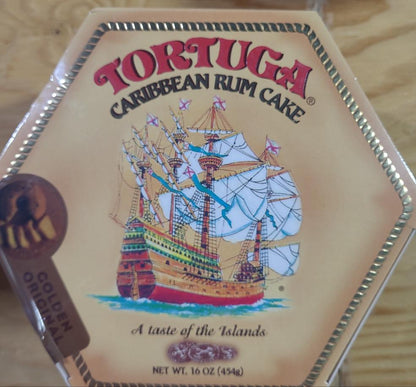 TORTUGA®
CARIBBEAN RUM CAKE
®
GOLDEN
ORIGINAL
A taste of the Islands
NET WT. 16 OZ (454g)